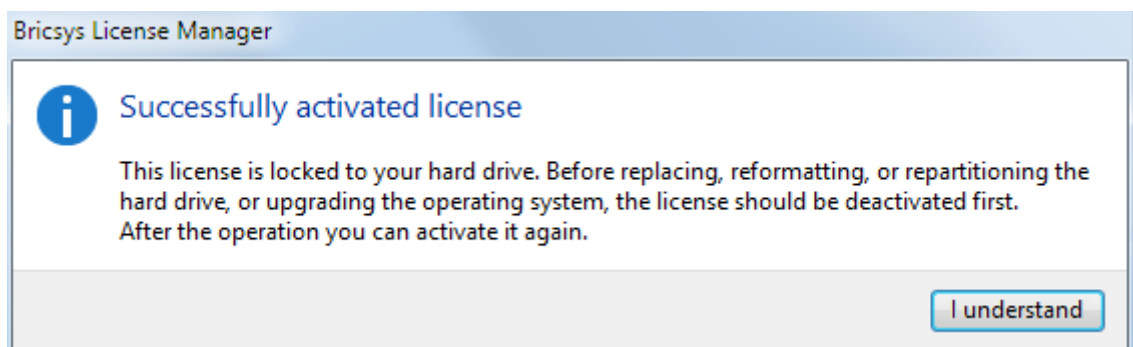 Bricsys License Manager
Successfully activated license
This license is locked to your hard drive. Before replacing, reformatting, or repartitioning the
hard drive, or upgrading the operating system, the license should be deactivated first.
After the operation you can activate it again.
I understand